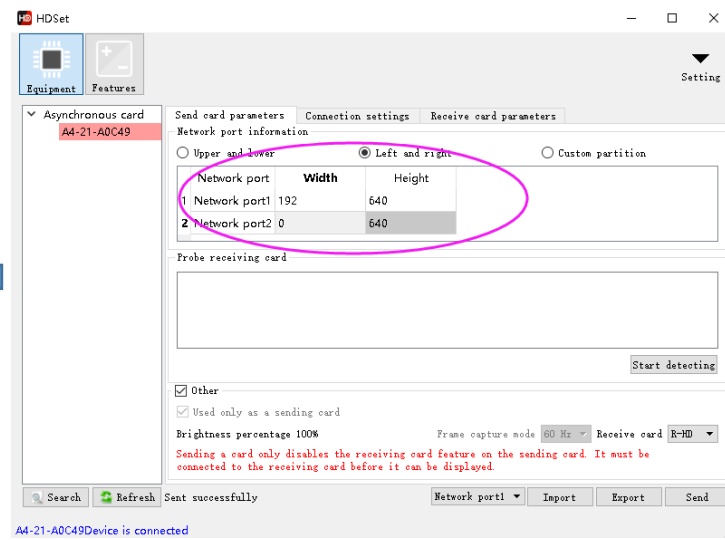 HD HDSet
Equipment Features
Setting
Asynchronous card
A4-21-A0C49
Send card parameters Connection settings Receive card parameters
Network port information
Upper and lower Left and right Custom partition
Network port Width Height
1 Network port1 192 640
2 Network port2 0 640
Probe receiving card
Start detecting
Other
Used only as a sending card
Brightness percentage 100% Frame capture mode 60 Hz Receive card R-HD
Sending a card only disables the receiving card feature on the sending card. It must be
connected to the receiving card before it can be displayed.
Search Refresh Sent successfully Network port1 Import Export Send
A4-21-A0C49Device is connected